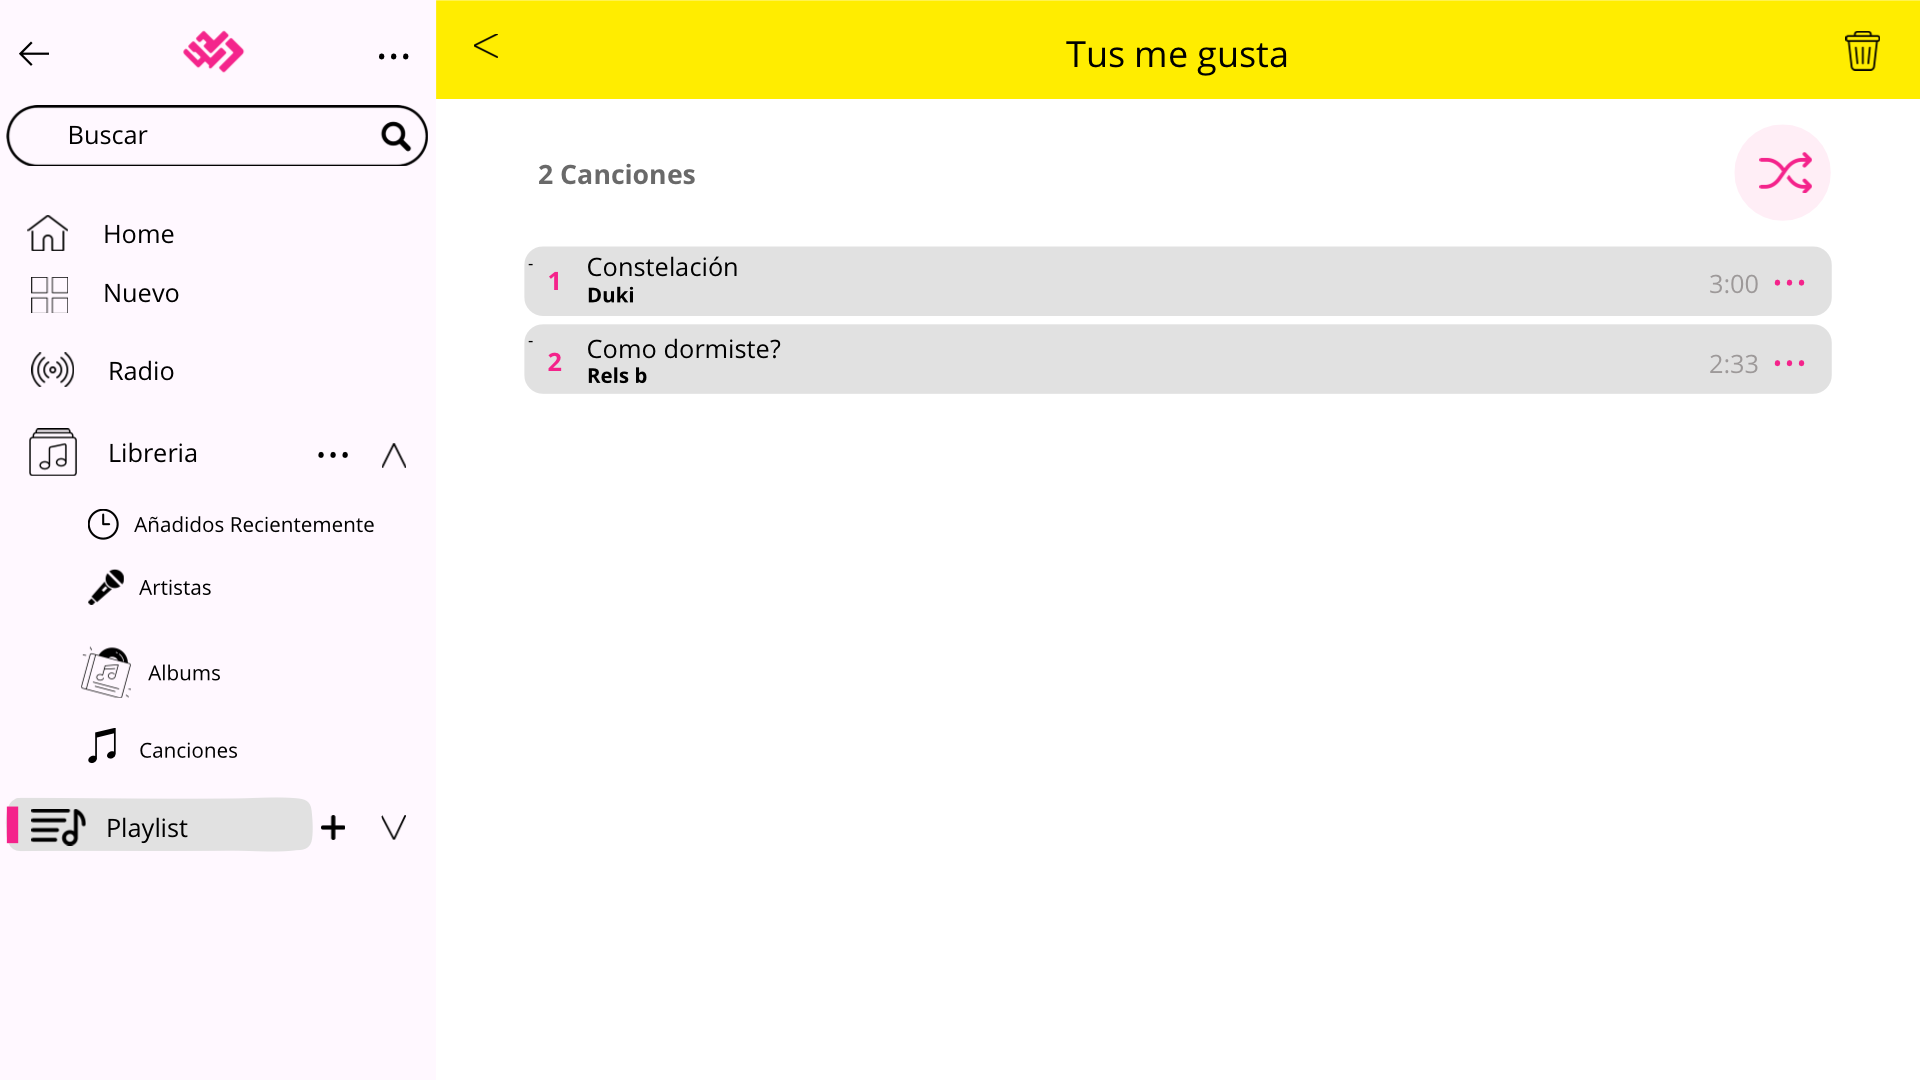 Buscar
Home
Nuevo
Radio
Libreria
Añadidos Recientemente
Artistas
Albums
Canciones
Playlist
Tus me gusta
2 Canciones
- 1 Constelación 3:00
Duki
- 2 Como dormiste? 2:33
Rels b